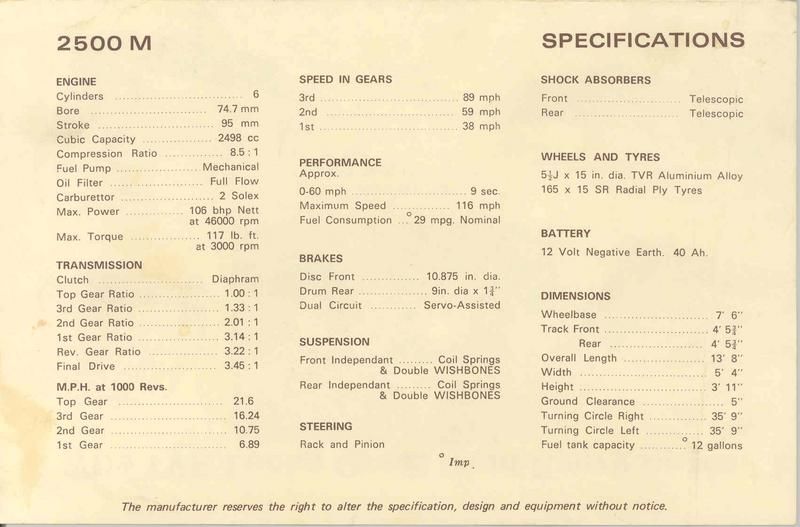 2500 M
SPECIFICATIONS
ENGINE
Cylinders ........ 6
Bore ........ 74.7 mm
Stroke ........ 95 mm
Cubic Capacity ........ 2498 cc
Compression Ratio ........ 8.5 : 1
Fuel Pump ........ Mechanical
Oil Filter ........ Full Flow
Carburettor ........ 2 Solex
Max. Power ........ 106 bhp Nett
at 46000 rpm
Max. Torque ........ 117 lb. ft.
at 3000 rpm
TRANSMISSION
Clutch ........ Diaphram
Top Gear Ratio ........ 1.00 : 1
3rd Gear Ratio ........ 1.33 : 1
2nd Gear Ratio ........ 2.01 : 1
1st Gear Ratio ........ 3.14 : 1
Rev. Gear Ratio ........ 3.22 : 1
Final Drive ........ 3.45 : 1
M.P.H. at 1000 Revs.
Top Gear ........ 21.6
3rd Gear ........ 16.24
2nd Gear ........ 10.75
1st Gear ........ 6.89
SPEED IN GEARS
3rd ........ 89 mph
2nd ........ 59 mph
1st ........ 38 mph
PERFORMANCE
Approx.
0-60 mph ........ 9 sec.
Maximum Speed ........ 116 mph
Fuel Consumption ... °29 mpg. Nominal
BRAKES
Disc Front ........ 10.875 in. dia.
Drum Rear ........ 9in. dia x 1¾"
Dual Circuit ........ Servo-Assisted
SUSPENSION
Front Independant ........ Coil Springs
& Double WISHBONES
Rear Independant ........ Coil Springs
& Double WISHBONES
STEERING
Rack and Pinion
° Imp.
SHOCK ABSORBERS
Front ........ Telescopic
Rear ........ Telescopic
WHEELS AND TYRES
5½J x 15 in. dia. TVR Aluminium Alloy
165 x 15 SR Radial Ply Tyres
BATTERY
12 Volt Negative Earth. 40 Ah.
DIMENSIONS
Wheelbase ........ 7' 6"
Track Front ........ 4' 5¾"
Rear ........ 4' 5¾"
Overall Length ........ 13' 8"
Width ........ 5' 4"
Height ........ 3' 11"
Ground Clearance ........ 5"
Turning Circle Right ........ 35' 9"
Turning Circle Left ........ 35' 9"
Fuel tank capacity ........ °12 gallons
The manufacturer reserves the right to alter the specification, design and equipment without notice.